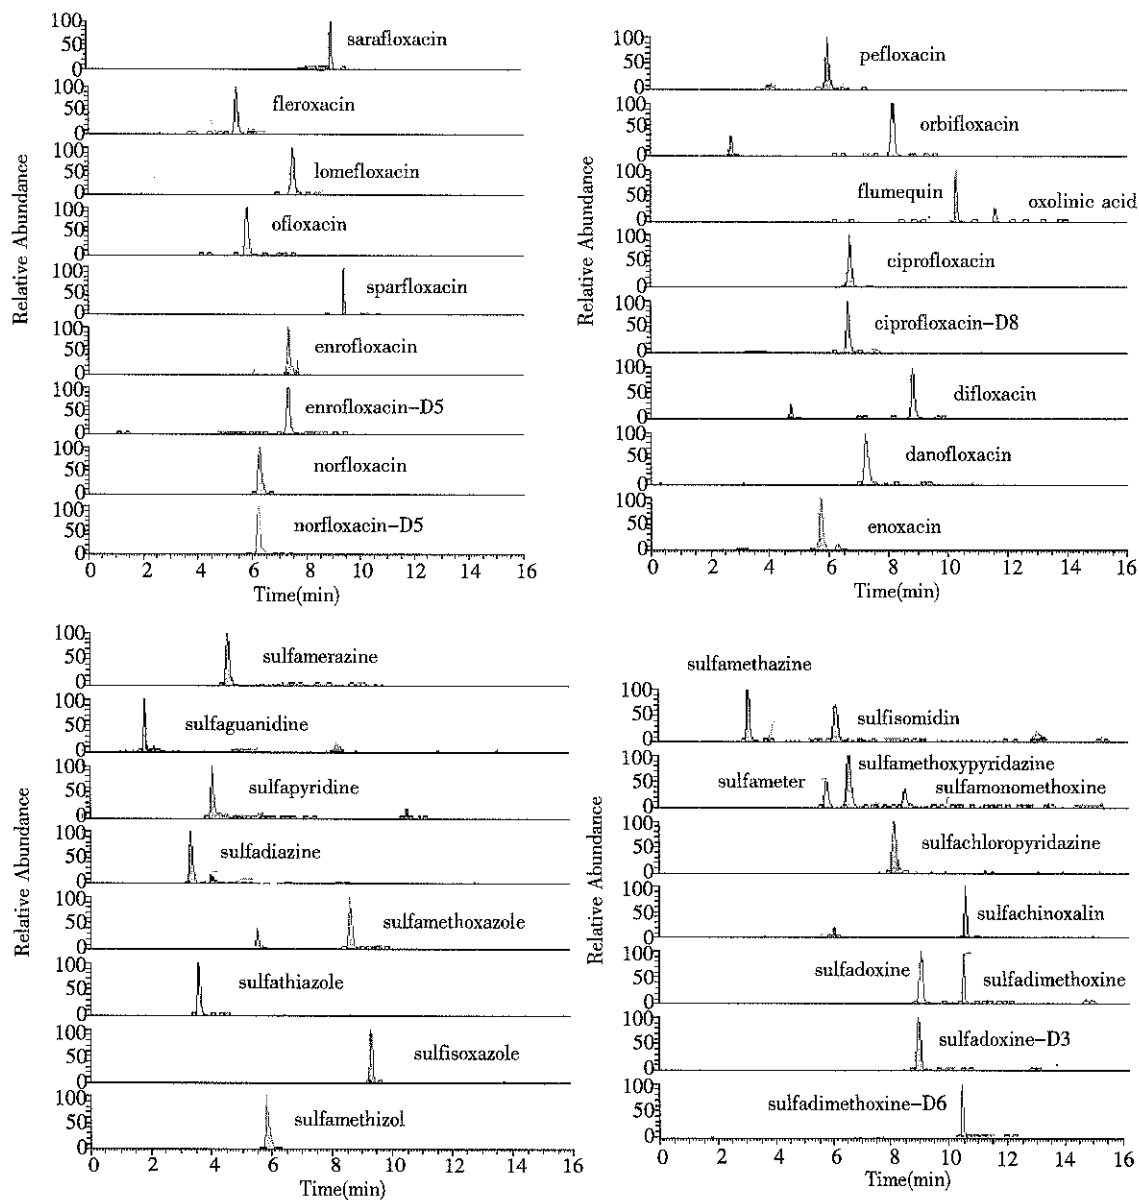 100
50
0
sarafloxacin
100
50
0
fleroxacin
100
50
0
lomefloxacin
100
50
0
ofloxacin
100
50
0
sparfloxacin
100
50
0
enrofloxacin
100
50
0
enrofloxacin-D5
100
50
0
norfloxacin
100
50
0
norfloxacin-D5
Relative Abundance
0 2 4 6 8 10 12 14 16
Time(min)
100
50
0
pefloxacin
100
50
0
orbifloxacin
100
50
0
flumequin oxolinic acid
100
50
0
ciprofloxacin
100
50
0
ciprofloxacin-D8
100
50
0
difloxacin
100
50
0
danofloxacin
100
50
0
enoxacin
Relative Abundance
0 2 4 6 8 10 12 14 16
Time(min)
100
50
0
sulfamerazine
100
50
0
sulfaguanidine
100
50
0
sulfapyridine
100
50
0
sulfadiazine
100
50
0
sulfamethoxazole
100
50
0
sulfathiazole
100
50
0
sulfisoxazole
100
50
0
sulfamethizol
Relative Abundance
0 2 4 6 8 10 12 14 16
Time(min)
sulfamethazine
100
50
0
sulfisomidin
100
50
0
sulfameter
sulfamethoxypyridazine
sulfamonomethoxine
100
50
0
sulfachloropyridazine
100
50
0
sulfachinoxalin
100
50
0
sulfadoxine sulfadimethoxine
100
50
0
sulfadoxine-D3
100
50
0
sulfadimethoxine-D6
Relative Abundance
0 2 4 6 8 10 12 14 16
Time(min)